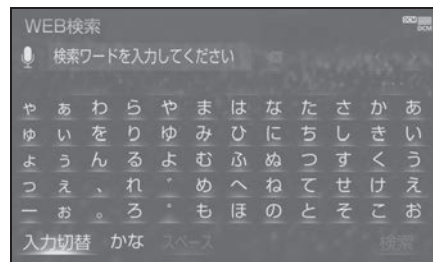 WEB検索
DCM
検索ワードを入力してください
ゃ ぁ わ ら や ま は な た さ か あ
ゅ ぃ を り ゆ み ひ に ち し き い
ょ ぅ ん る よ む ふ ぬ つ す く う
っ ぇ 、 れ ゛ め へ ね て せ け え
ー ぉ 。 ろ ゜ も ほ の と そ こ お
入力切替 かな スペース 検索